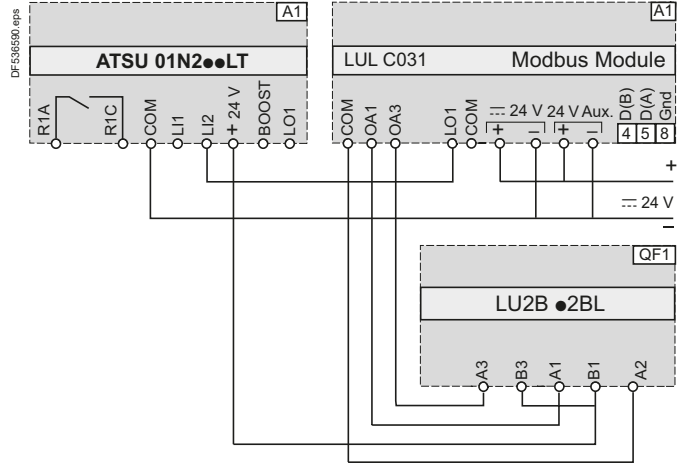 DF536590.eps
A1
ATSU 01N2●●LT
R1A
R1C
COM
LI1
LI2
+ 24 V
BOOST
LO1
A1
LUL C031 Modbus Module
COM
OA1
OA3
LO1
COM
⎓ 24 V 24 V Aux.
+ – + –
D(B)
D(A)
Gnd
4 5 8
+
⎓ 24 V
–
QF1
LU2B ●2BL
A3
B3
A1
B1
A2